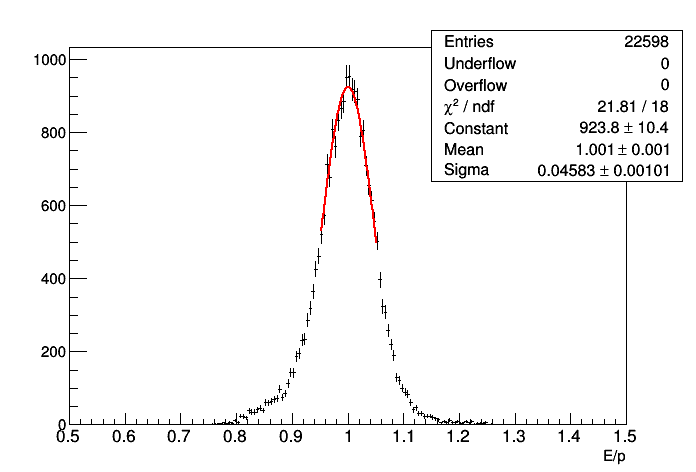 Entries 22598
Underflow 0
Overflow 0
χ² / ndf 21.81 / 18
Constant 923.8 ± 10.4
Mean 1.001 ± 0.001
Sigma 0.04583 ± 0.00101
1000
800
600
400
200
0
0.5 0.6 0.7 0.8 0.9 1 1.1 1.2 1.3 1.4 1.5
E/p